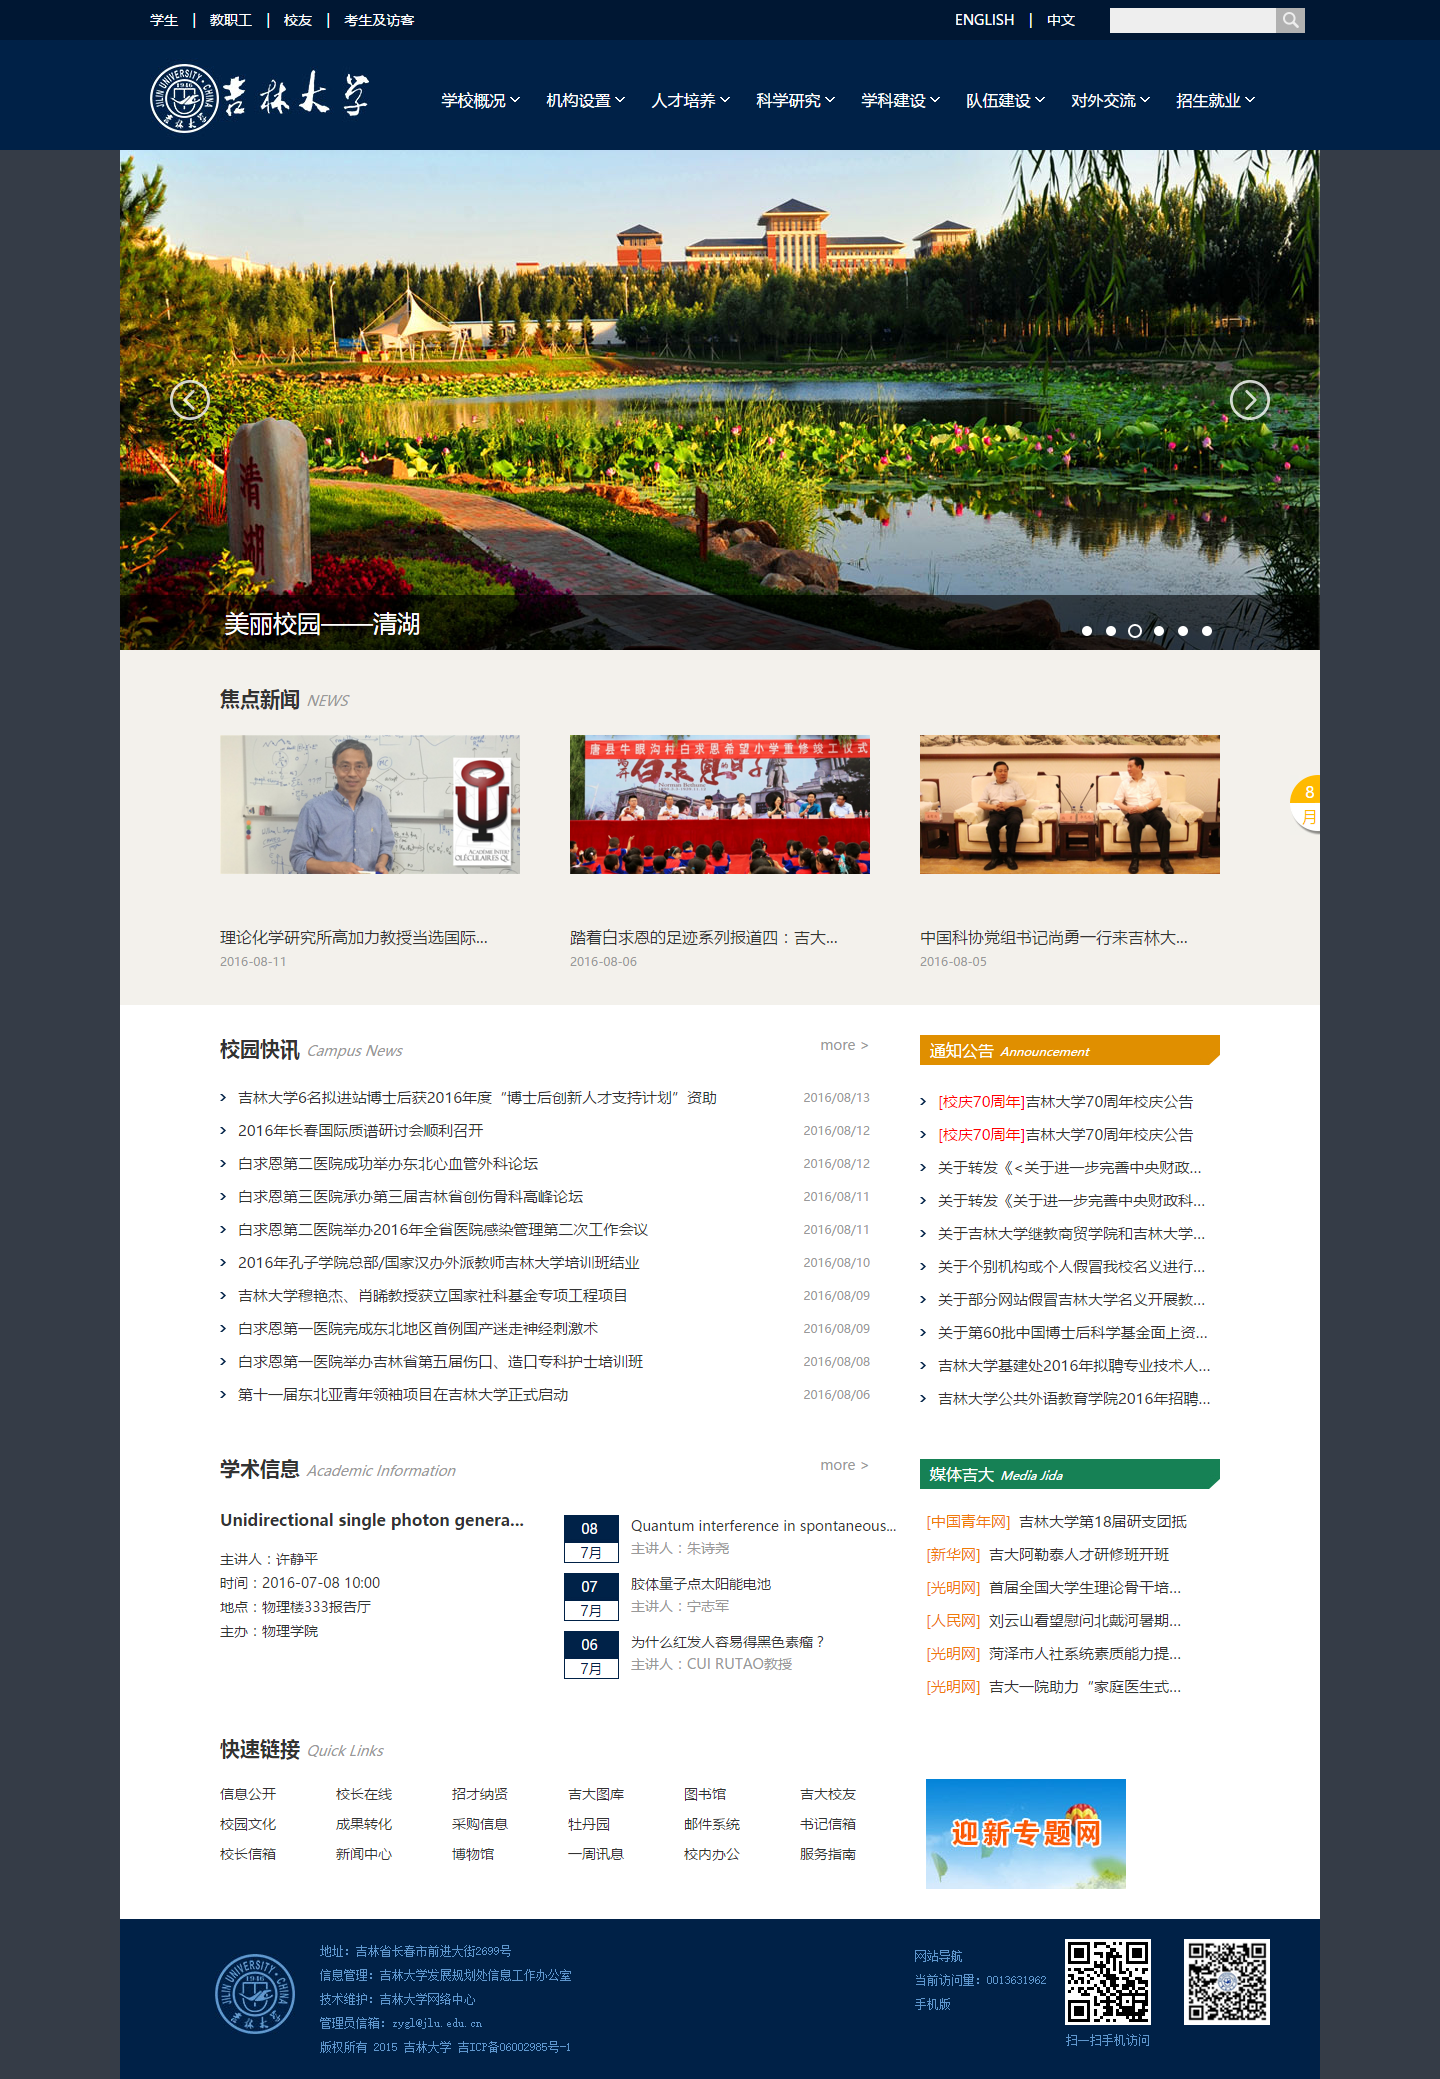 学生 | 教职工 | 校友 | 考生及访客
ENGLISH | 中文
JILIN UNIVERSITY·CHINA
1946
吉林大学
学校概况 机构设置 人才培养 科学研究 学科建设 队伍建设 对外交流 招生就业
清湖
美丽校园——清湖
焦点新闻 NEWS
唐县牛眼沟村白求恩希望小学重修竣工仪式
8
月
理论化学研究所高加力教授当选国际...
2016-08-11
踏着白求恩的足迹系列报道四：吉大...
2016-08-06
中国科协党组书记尚勇一行来吉林大...
2016-08-05
校园快讯 Campus News
more >
吉林大学6名拟进站博士后获2016年度“博士后创新人才支持计划”资助 2016/08/13
2016年长春国际质谱研讨会顺利召开 2016/08/12
白求恩第二医院成功举办东北心血管外科论坛 2016/08/12
白求恩第三医院承办第三届吉林省创伤骨科高峰论坛 2016/08/11
白求恩第二医院举办2016年全省医院感染管理第二次工作会议 2016/08/11
2016年孔子学院总部/国家汉办外派教师吉林大学培训班结业 2016/08/10
吉林大学穆艳杰、肖晞教授获立国家社科基金专项工程项目 2016/08/09
白求恩第一医院完成东北地区首例国产迷走神经刺激术 2016/08/09
白求恩第一医院举办吉林省第五届伤口、造口专科护士培训班 2016/08/08
第十一届东北亚青年领袖项目在吉林大学正式启动 2016/08/06
通知公告 Announcement
[校庆70周年]吉林大学70周年校庆公告
[校庆70周年]吉林大学70周年校庆公告
关于转发《<关于进一步完善中央财政...
关于转发《关于进一步完善中央财政科...
关于吉林大学继教商贸学院和吉林大学...
关于个别机构或个人假冒我校名义进行...
关于部分网站假冒吉林大学名义开展教...
关于第60批中国博士后科学基金面上资...
吉林大学基建处2016年拟聘专业技术人...
吉林大学公共外语教育学院2016年招聘...
学术信息 Academic Information
more >
Unidirectional single photon genera...
主讲人：许静平
时间：2016-07-08 10:00
地点：物理楼333报告厅
主办：物理学院
08
7月
Quantum interference in spontaneous...
主讲人：朱诗尧
07
7月
胶体量子点太阳能电池
主讲人：宁志军
06
7月
为什么红发人容易得黑色素瘤？
主讲人：CUI RUTAO教授
媒体吉大 Media Jida
[中国青年网] 吉林大学第18届研支团抵
[新华网] 吉大阿勒泰人才研修班开班
[光明网] 首届全国大学生理论骨干培...
[人民网] 刘云山看望慰问北戴河暑期...
[光明网] 菏泽市人社系统素质能力提...
[光明网] 吉大一院助力“家庭医生式...
快速链接 Quick Links
信息公开 校长在线 招才纳贤 吉大图库 图书馆 吉大校友
校园文化 成果转化 采购信息 牡丹园 邮件系统 书记信箱
校长信箱 新闻中心 博物馆 一周讯息 校内办公 服务指南
迎新专题网
JILIN UNIVERSITY·CHINA
1946
吉林大学
地址：吉林省长春市前进大街2699号
信息管理：吉林大学发展规划处信息工作办公室
技术维护：吉林大学网络中心
管理员信箱：zygl@jlu.edu.cn
版权所有 2015 吉林大学 吉ICP备06002985号-1
网站导航
当前访问量：0013631962
手机版
扫一扫手机访问